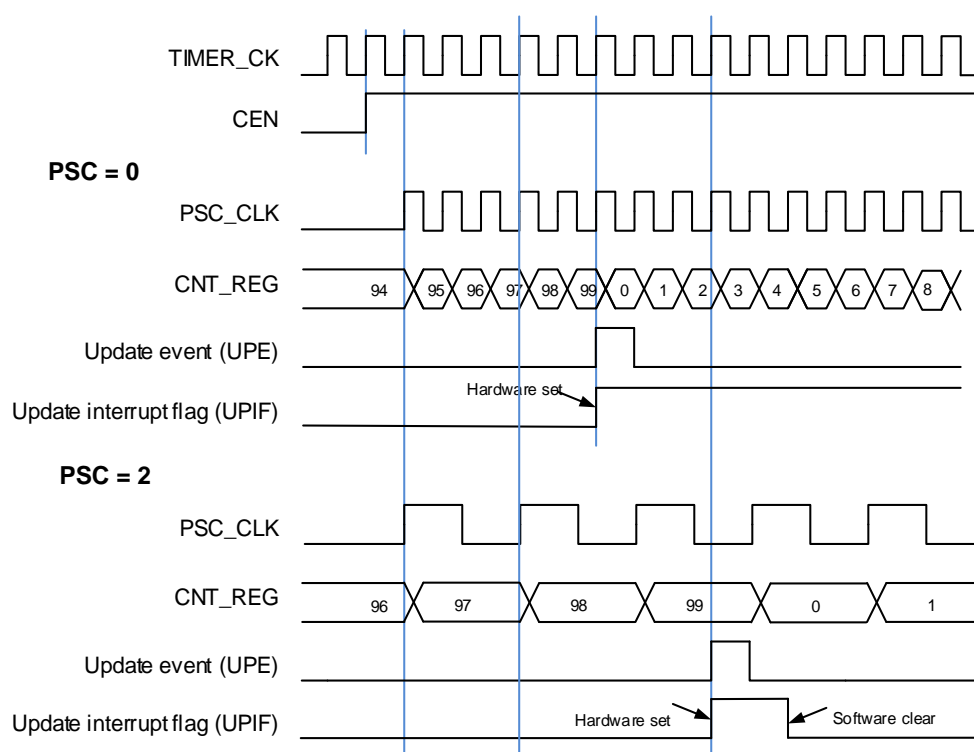 TIMER_CK
CEN
PSC = 0
PSC_CLK
CNT_REG 94 95 96 97 98 99 0 1 2 3 4 5 6 7 8
Update event (UPE)
Hardware set
Update interrupt flag (UPIF)
PSC = 2
PSC_CLK
CNT_REG 96 97 98 99 0 1
Update event (UPE)
Update interrupt flag (UPIF) Hardware set Software clear